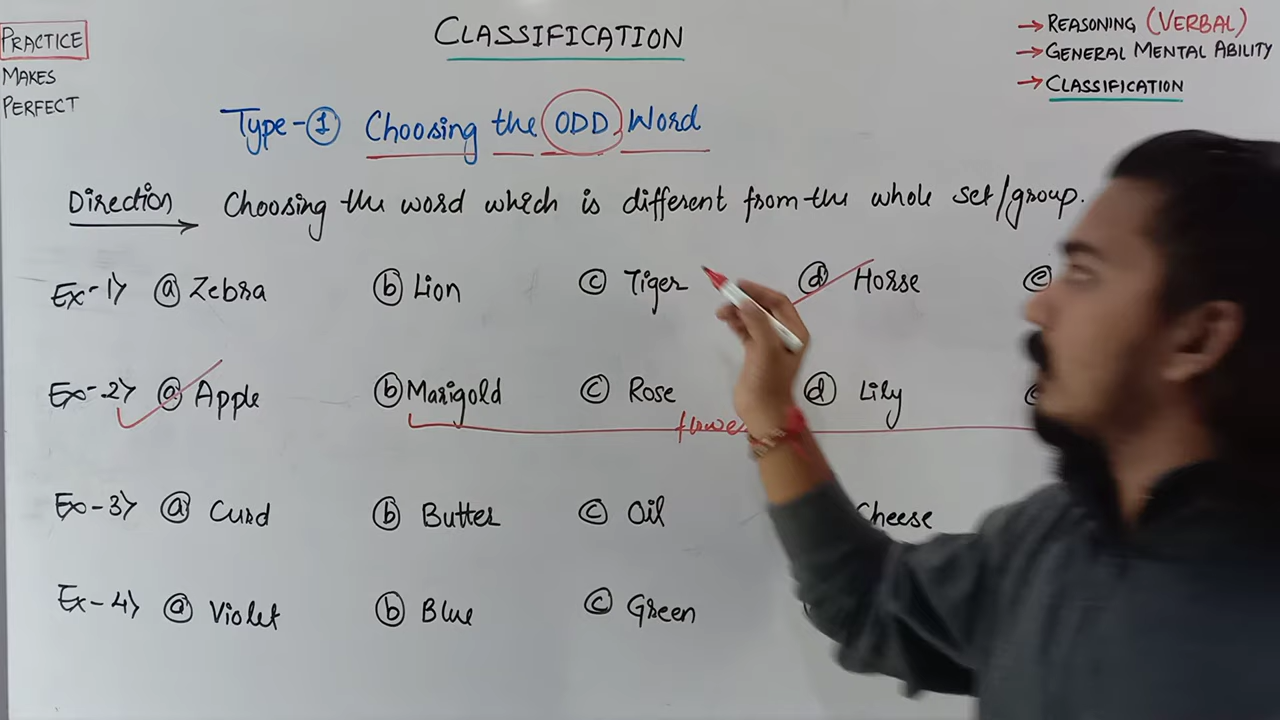 PRACTICE
MAKES
PERFECT
CLASSIFICATION
→ REASONING (VERBAL)
→ GENERAL MENTAL ABILITY
→ CLASSIFICATION
Type-① Choosing the ODD Word
Direction → Choosing the word which is different from the whole set/group.
Ex-1) ⓐ Zebra ⓑ Lion ⓒ Tiger ⓓ Horse ⓔ
Ex-2) ⓐ Apple ⓑ Marigold ⓒ Rose ⓓ Lily
Ex-3) ⓐ Curd ⓑ Butter ⓒ Oil Cheese
Ex-4) ⓐ Violet ⓑ Blue ⓒ Green